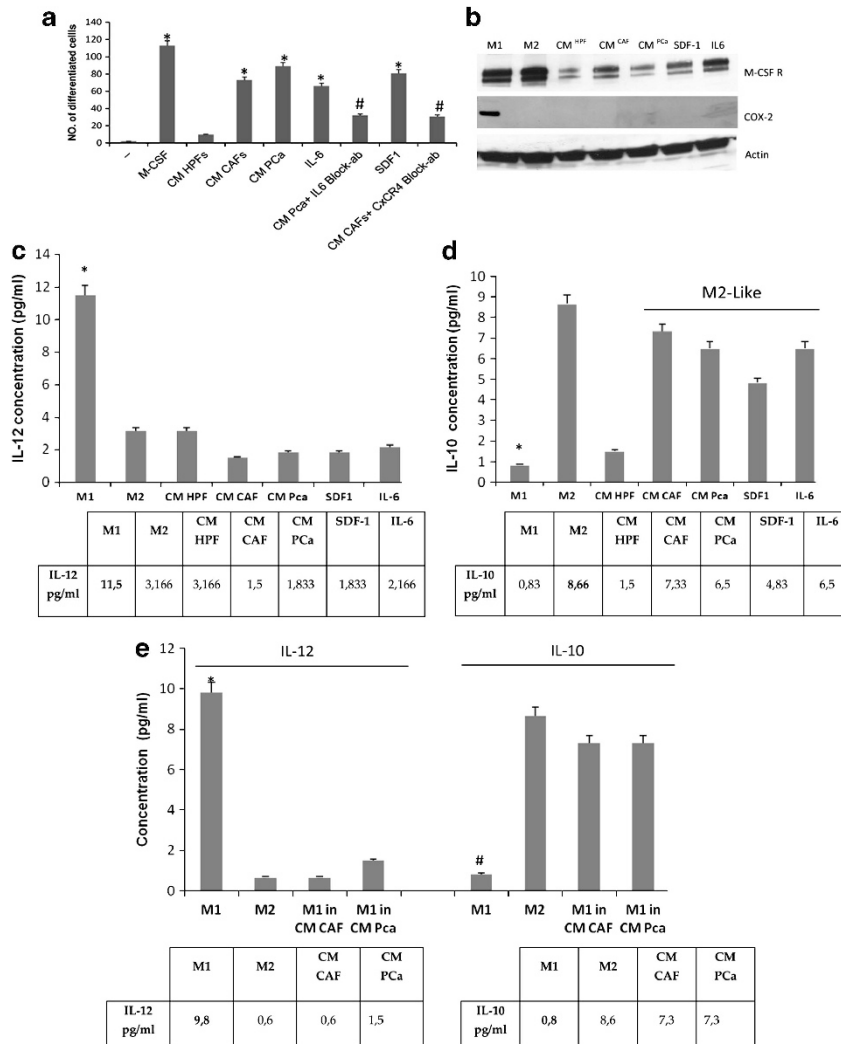 a
NO. of differentiated cellls
140
120
100
80
60
40
20
0
* * * * # * #
–
M-CSF
CM HPFs
CM CAFs
CM PCa
IL-6
CM Pca+ IL6 Block-ab
SDF1
CM CAFs+ CxCR4 Block-ab
b
M1 M2 CM HPF CM CAF CM PCa SDF-1 IL6
M-CSF R
COX-2
Actin
c
IL-12 concentration (pg/ml)
14
12
10
8
6
4
2
0
*
M1 M2 CM HPF CM CAF CM Pca SDF1 IL-6
M1 M2 CM HPF CM CAF CM PCa SDF-1 IL-6
IL-12 pg/ml 11,5 3,166 3,166 1,5 1,833 1,833 2,166
d
IL-10 concentration (pg/ml)
10
9
8
7
6
5
4
3
2
1
0
M2-Like
*
M1 M2 CM HPF CM CAF CM Pca SDF1 IL-6
M1 M2 CM HPF CM CAF CM PCa SDF-1 IL-6
IL-10 pg/ml 0,83 8,66 1,5 7,33 6,5 4,83 6,5
e
Concentration (pg/ml)
12
10
8
6
4
2
0
IL-12 IL-10
* #
M1 M2 M1 in CM CAF M1 in CM Pca M1 M2 M1 in CM CAF M1 in CM Pca
M1 M2 CM CAF CM PCa
IL-12 pg/ml 9,8 0,6 0,6 1,5
M1 M2 CM CAF CM PCa
IL-10 pg/ml 0,8 8,6 7,3 7,3